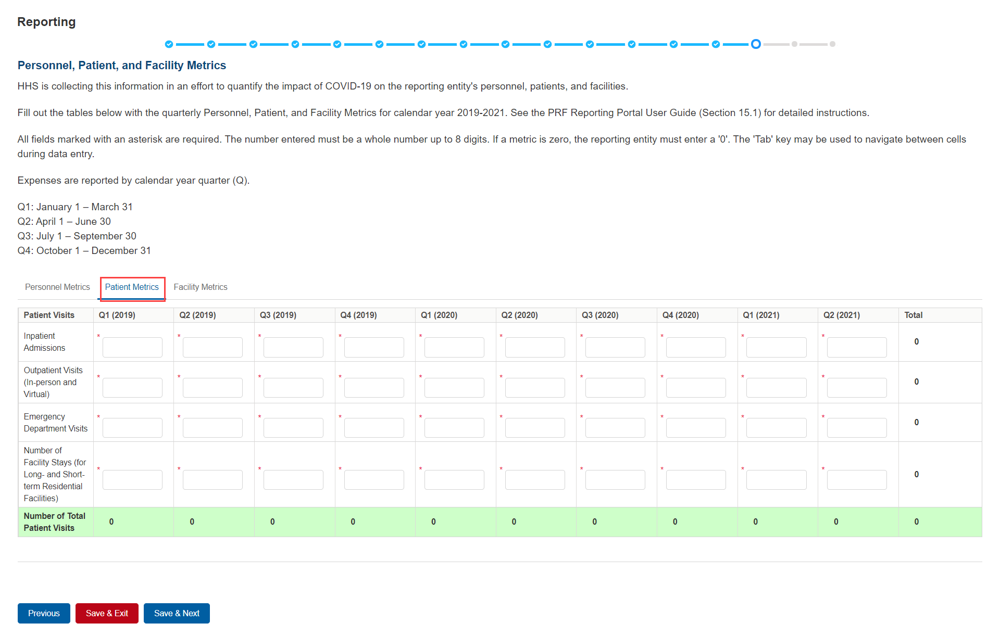 Reporting
Personnel, Patient, and Facility Metrics
HHS is collecting this information in an effort to quantify the impact of COVID-19 on the reporting entity's personnel, patients, and facilities.
Fill out the tables below with the quarterly Personnel, Patient, and Facility Metrics for calendar year 2019-2021. See the PRF Reporting Portal User Guide (Section 15.1) for detailed instructions.
All fields marked with an asterisk are required. The number entered must be a whole number up to 8 digits. If a metric is zero, the reporting entity must enter a '0'. The 'Tab' key may be used to navigate between cells
during data entry.
Expenses are reported by calendar year quarter (Q).
Q1: January 1 – March 31
Q2: April 1 – June 30
Q3: July 1 – September 30
Q4: October 1 – December 31
Personnel Metrics Patient Metrics Facility Metrics
Patient Visits Q1 (2019) Q2 (2019) Q3 (2019) Q4 (2019) Q1 (2020) Q2 (2020) Q3 (2020) Q4 (2020) Q1 (2021) Q2 (2021) Total
Inpatient
Admissions
* * * * * * * * * * 0
Outpatient Visits
(In-person and
Virtual)
* * * * * * * * * * 0
Emergency
Department Visits
* * * * * * * * * * 0
Number of
Facility Stays (for
Long- and Short-
term Residential
Facilities)
* * * * * * * * * * 0
Number of Total
Patient Visits
0 0 0 0 0 0 0 0 0 0 0
Previous Save & Exit Save & Next